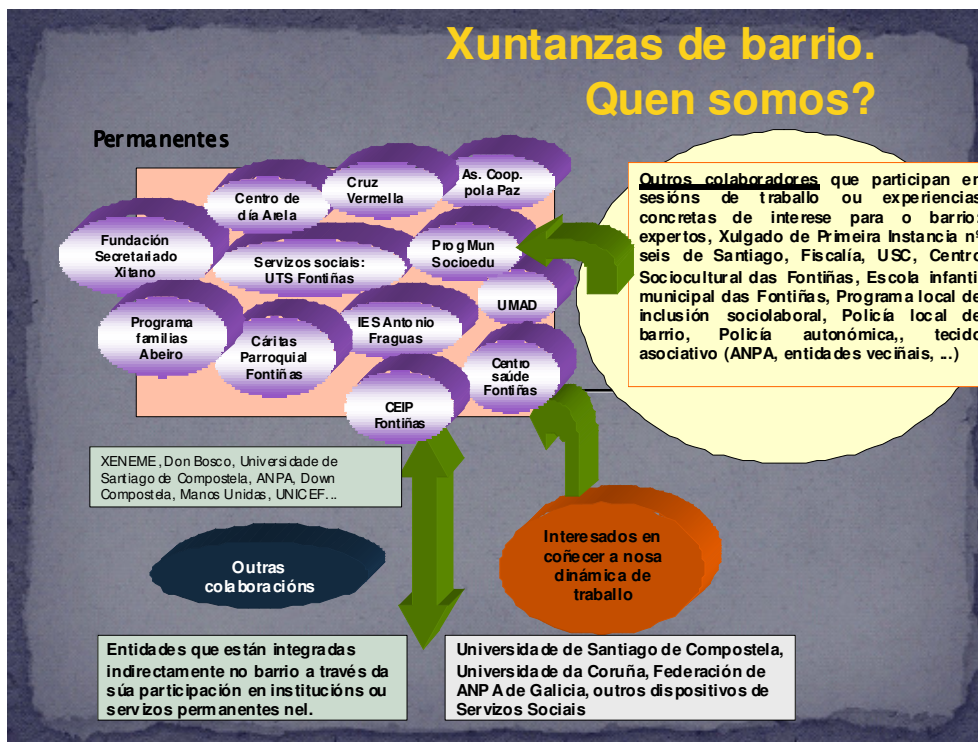 Xuntanzas de barrio.
Quen somos?
Permanentes
As. Coop.
pola Paz
Cruz
Vermella
Centro de
día Arela
Fundación
Secretariado
Xitano
Servizos sociais:
UTS Fontiñas
Prog Mun
Socioedu
UMAD
Programa
familias
Abeiro
Cáritas
Parroquial
Fontiñas
IES Antonio
Fraguas
Centro
saúde
Fontiñas
CEIP
Fontiñas
Outros colaboradores que participan en
sesións de traballo ou experiencias
concretas de interese para o barrio:
expertos, Xulgado de Primeira Instancia nº
seis de Santiago, Fiscalía, USC, Centro
Sociocultural das Fontiñas, Escola infantil
municipal das Fontiñas, Programa local de
inclusión sociolaboral, Policía local de
barrio, Policía autonómica,, tecido
asociativo (ANPA, entidades veciñais, ...)
XENEME, Don Bosco, Universidade de
Santiago de Compostela, ANPA, Down
Compostela, Manos Unidas, UNICEF...
Outras
colaboracións
Interesados en
coñecer a nosa
dinámica de
traballo
Entidades que están integradas
indirectamente no barrio a través da
súa participación en institucións ou
servizos permanentes nel.
Universidade de Santiago de Compostela,
Universidade da Coruña, Federación de
ANPA de Galicia, outros dispositivos de
Servizos Sociais